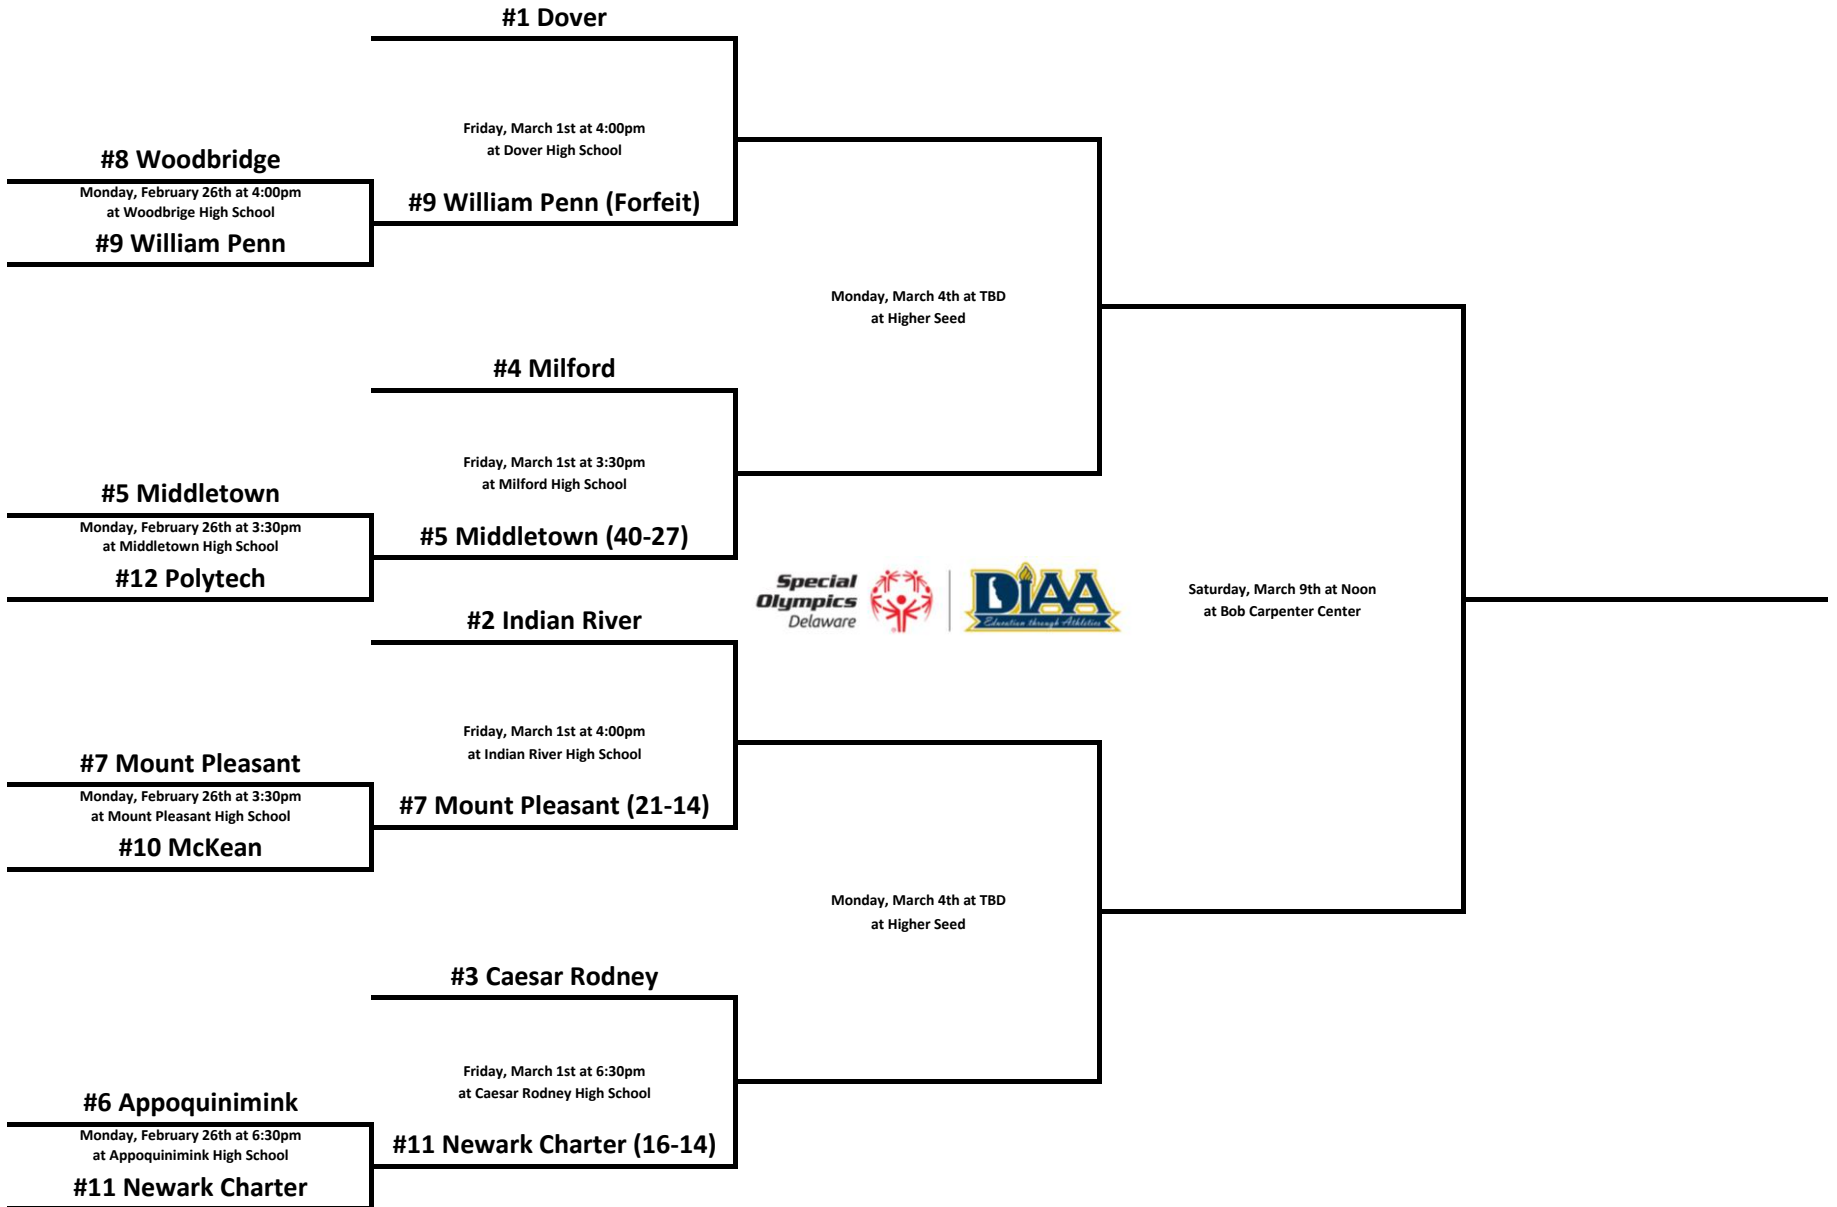 #1 Dover
Friday, March 1st at 4:00pm
at Dover High School
#8 Woodbridge
Monday, February 26th at 4:00pm
at Woodbrige High School
#9 William Penn (Forfeit)
#9 William Penn
Monday, March 4th at TBD
at Higher Seed
#4 Milford
Friday, March 1st at 3:30pm
at Milford High School
#5 Middletown
Monday, February 26th at 3:30pm
at Middletown High School
#5 Middletown (40-27)
#12 Polytech
Special
Olympics
Delaware
DIAA
Education through Athletics
Saturday, March 9th at Noon
at Bob Carpenter Center
#2 Indian River
Friday, March 1st at 4:00pm
at Indian River High School
#7 Mount Pleasant
Monday, February 26th at 3:30pm
at Mount Pleasant High School
#7 Mount Pleasant (21-14)
#10 McKean
Monday, March 4th at TBD
at Higher Seed
#3 Caesar Rodney
Friday, March 1st at 6:30pm
at Caesar Rodney High School
#6 Appoquinimink
Monday, February 26th at 6:30pm
at Appoquinimink High School
#11 Newark Charter (16-14)
#11 Newark Charter